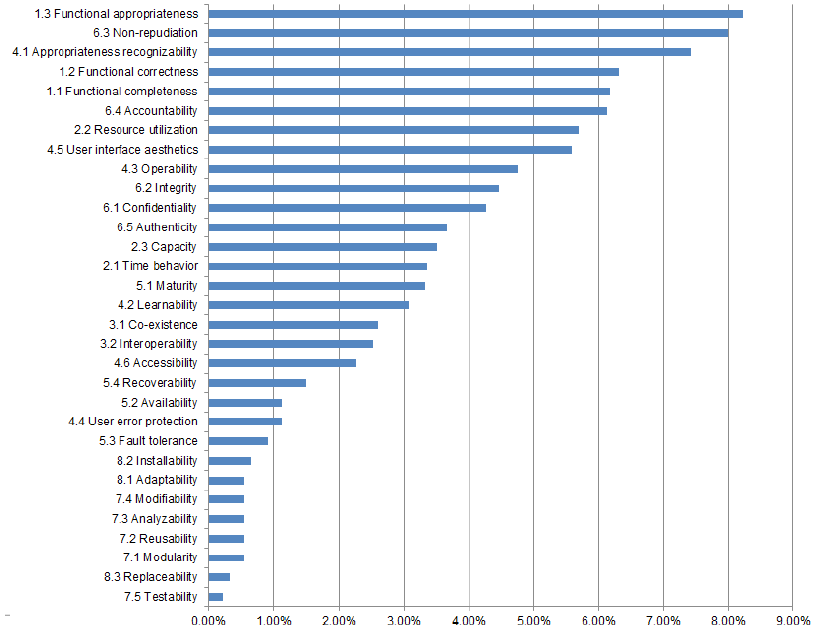 1.3 Functional appropriateness
6.3 Non-repudiation
4.1 Appropriateness recognizability
1.2 Functional correctness
1.1 Functional completeness
6.4 Accountability
2.2 Resource utilization
4.5 User interface aesthetics
4.3 Operability
6.2 Integrity
6.1 Confidentiality
6.5 Authenticity
2.3 Capacity
2.1 Time behavior
5.1 Maturity
4.2 Learnability
3.1 Co-existence
3.2 Interoperability
4.6 Accessibility
5.4 Recoverability
5.2 Availability
4.4 User error protection
5.3 Fault tolerance
8.2 Installability
8.1 Adaptability
7.4 Modifiability
7.3 Analyzability
7.2 Reusability
7.1 Modularity
8.3 Replaceability
7.5 Testability
0.00% 1.00% 2.00% 3.00% 4.00% 5.00% 6.00% 7.00% 8.00% 9.00%